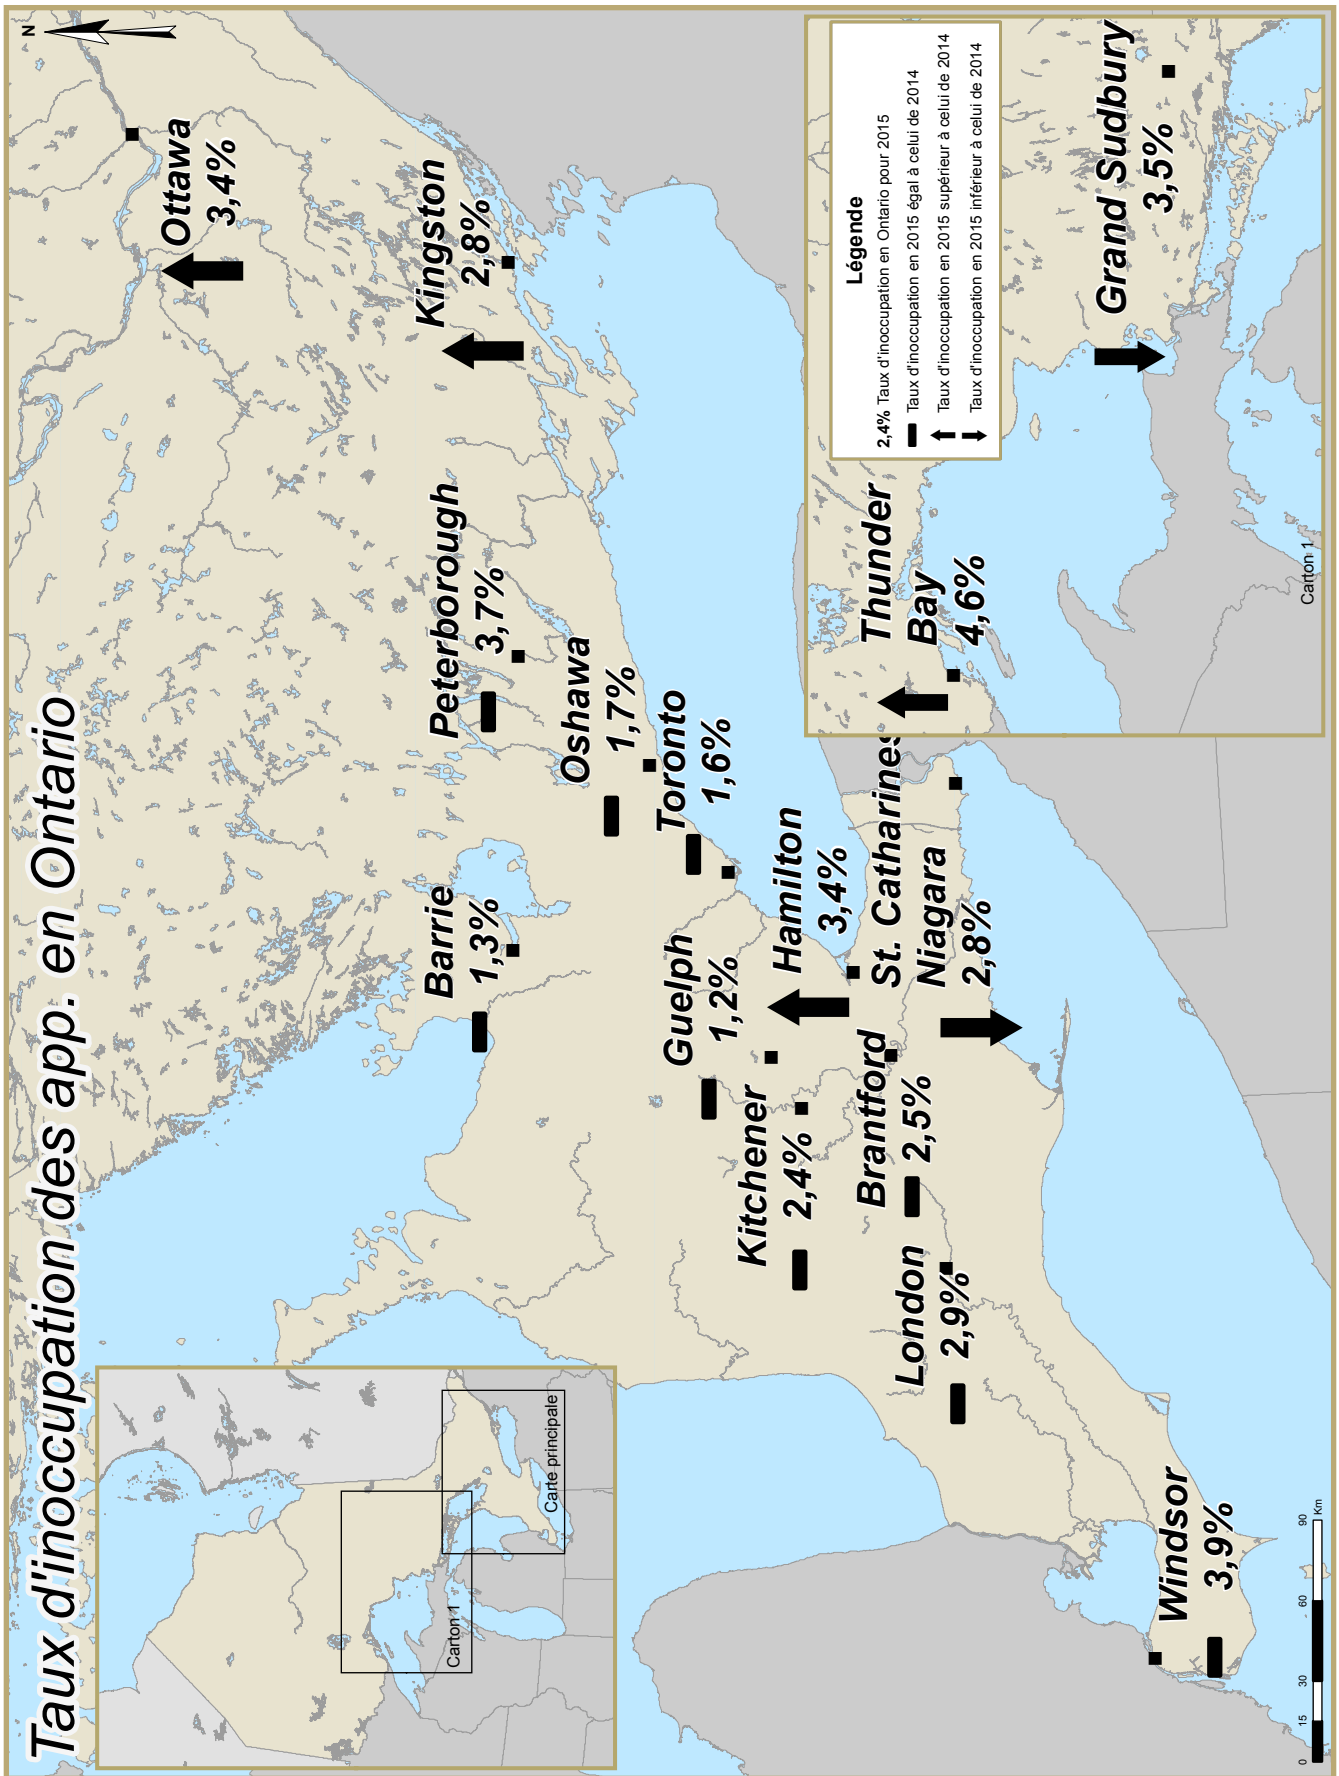 Taux d'inoccupation des app. en Ontario
N
Ottawa
3,4%
Kingston
2,8%
Peterborough
3,7%
Oshawa
1,7%
Toronto
1,6%
Barrie
1,3%
Guelph
1,2%
Hamilton
3,4%
Kitchener
2,4%
Brantford
2,5%
St. Catharines
Niagara
2,8%
London
2,9%
Windsor
3,9%
Carton 1
Carte principale
0 15 30 60 90
Km
Légende
2,4% Taux d'inoccupation en Ontario pour 2015
Taux d'inoccupation en 2015 égal à celui de 2014
Taux d'inoccupation en 2015 supérieur à celui de 2014
Taux d'inoccupation en 2015 inférieur à celui de 2014
Thunder
Bay
4,6%
Grand Sudbury
3,5%
Carton 1